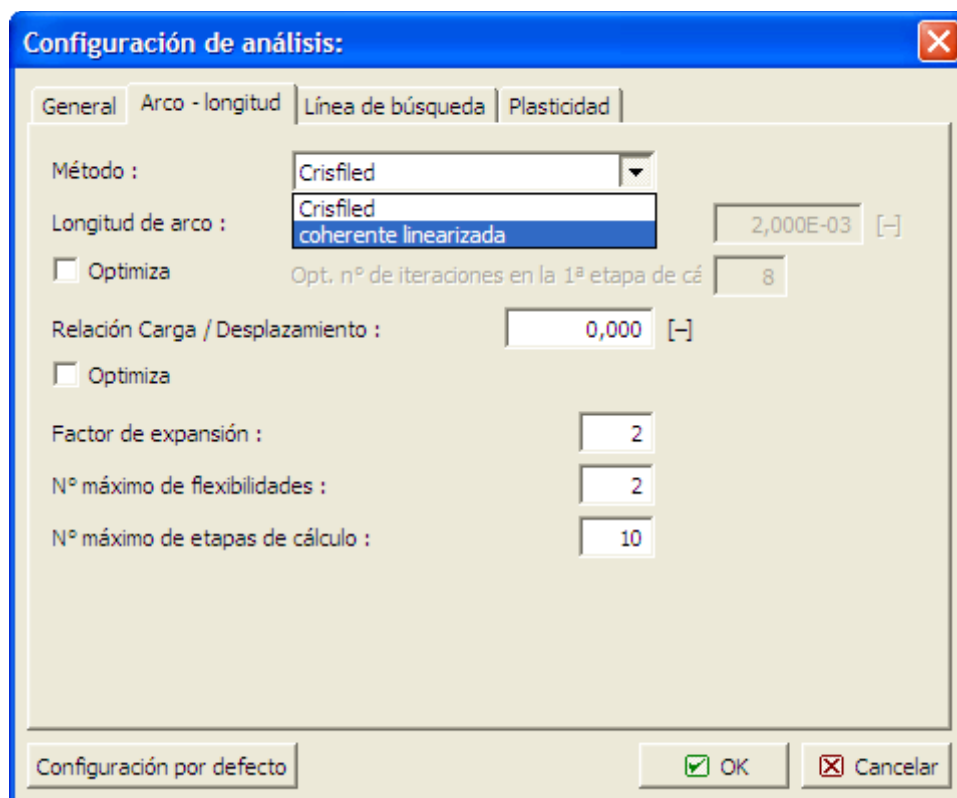 Configuración de análisis:
General Arco - longitud Línea de búsqueda Plasticidad
Método : Crisfiled
Crisfiled
Longitud de arco : 2,000E-03 [–]
coherente linearizada
Optimiza Opt. nº de iteraciones en la 1ª etapa de cá 8
Relación Carga / Desplazamiento : 0,000 [–]
Optimiza
Factor de expansión : 2
Nº máximo de flexibilidades : 2
Nº máximo de etapas de cálculo : 10
Configuración por defecto OK Cancelar